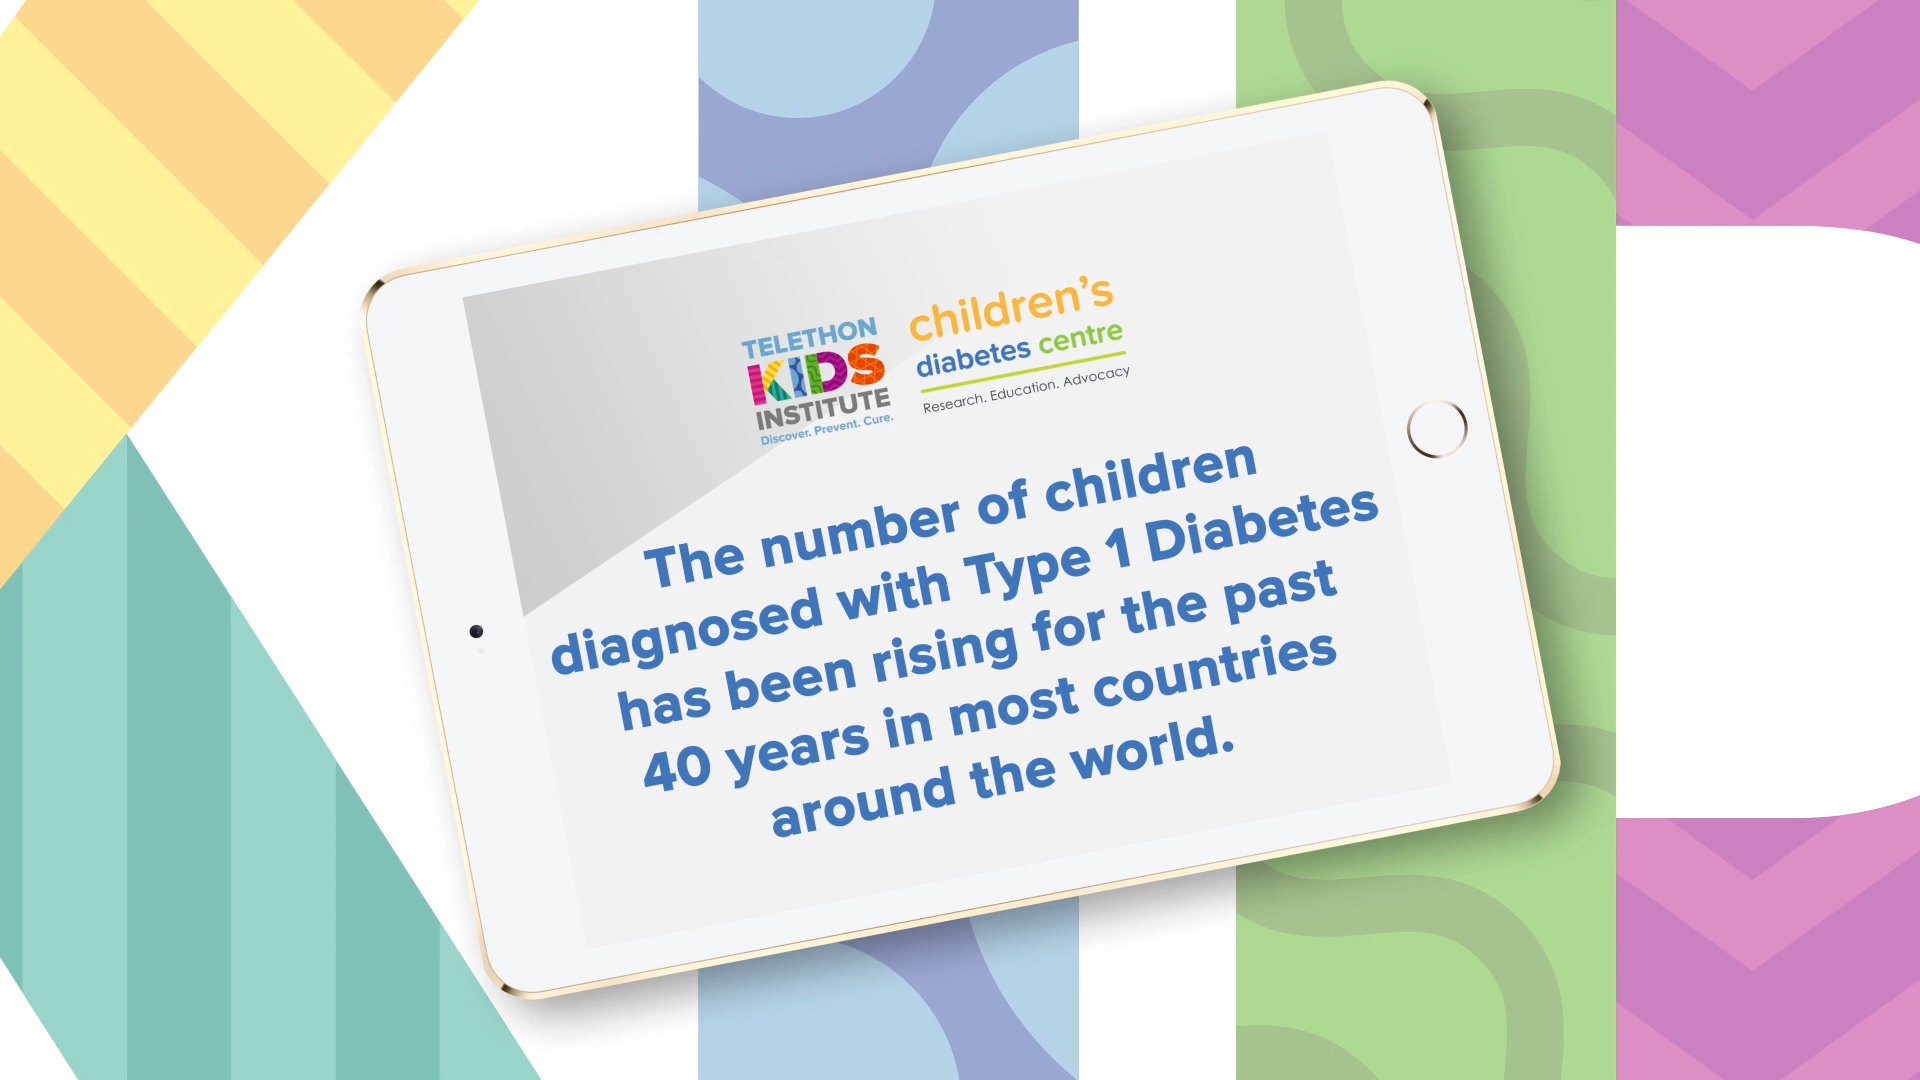 TELETHON
KIDS
INSTITUTE
Discover. Prevent. Cure.
children's
diabetes centre
Research. Education. Advocacy
The number of children
diagnosed with Type 1 Diabetes
has been rising for the past
40 years in most countries
around the world.